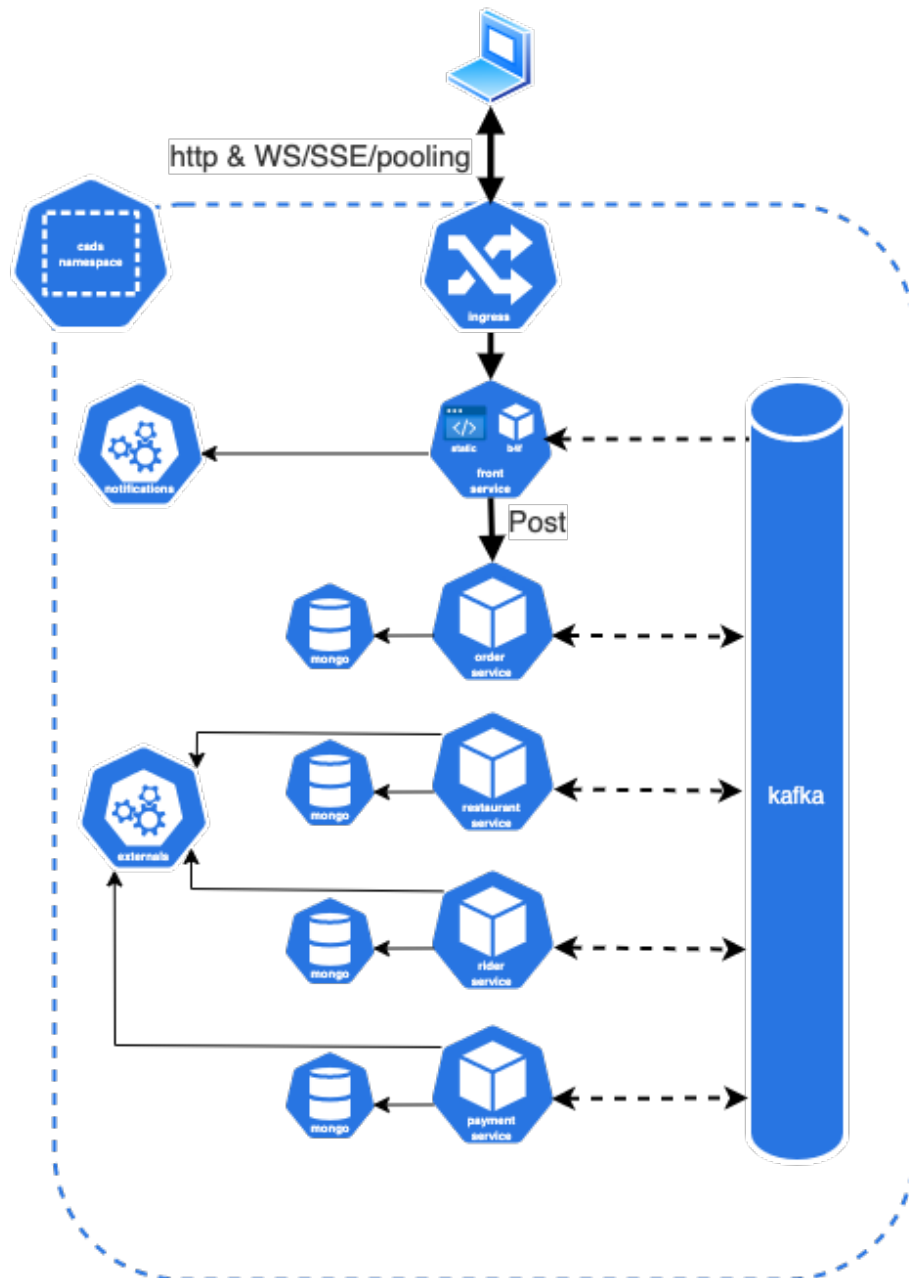 http & WS/SSE/pooling
cads
namespace
ingress
</>
static
b4f
front
service
notifications
Post
mongo
order
service
mongo
restaurant
service
kafka
externals
mongo
rider
service
mongo
payment
service